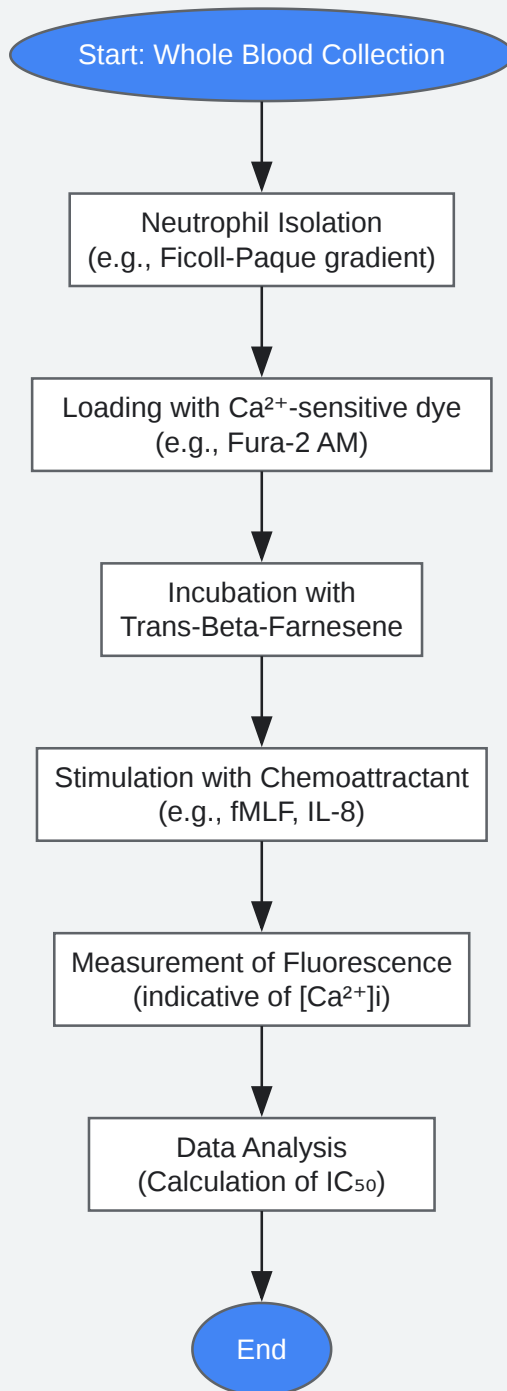 Start: Whole Blood Collection
Neutrophil Isolation
(e.g., Ficoll-Paque gradient)
Loading with Ca²⁺-sensitive dye
(e.g., Fura-2 AM)
Incubation with
Trans-Beta-Farnesene
Stimulation with Chemoattractant
(e.g., fMLF, IL-8)
Measurement of Fluorescence
(indicative of [Ca²⁺]i)
Data Analysis
(Calculation of IC₅₀)
End